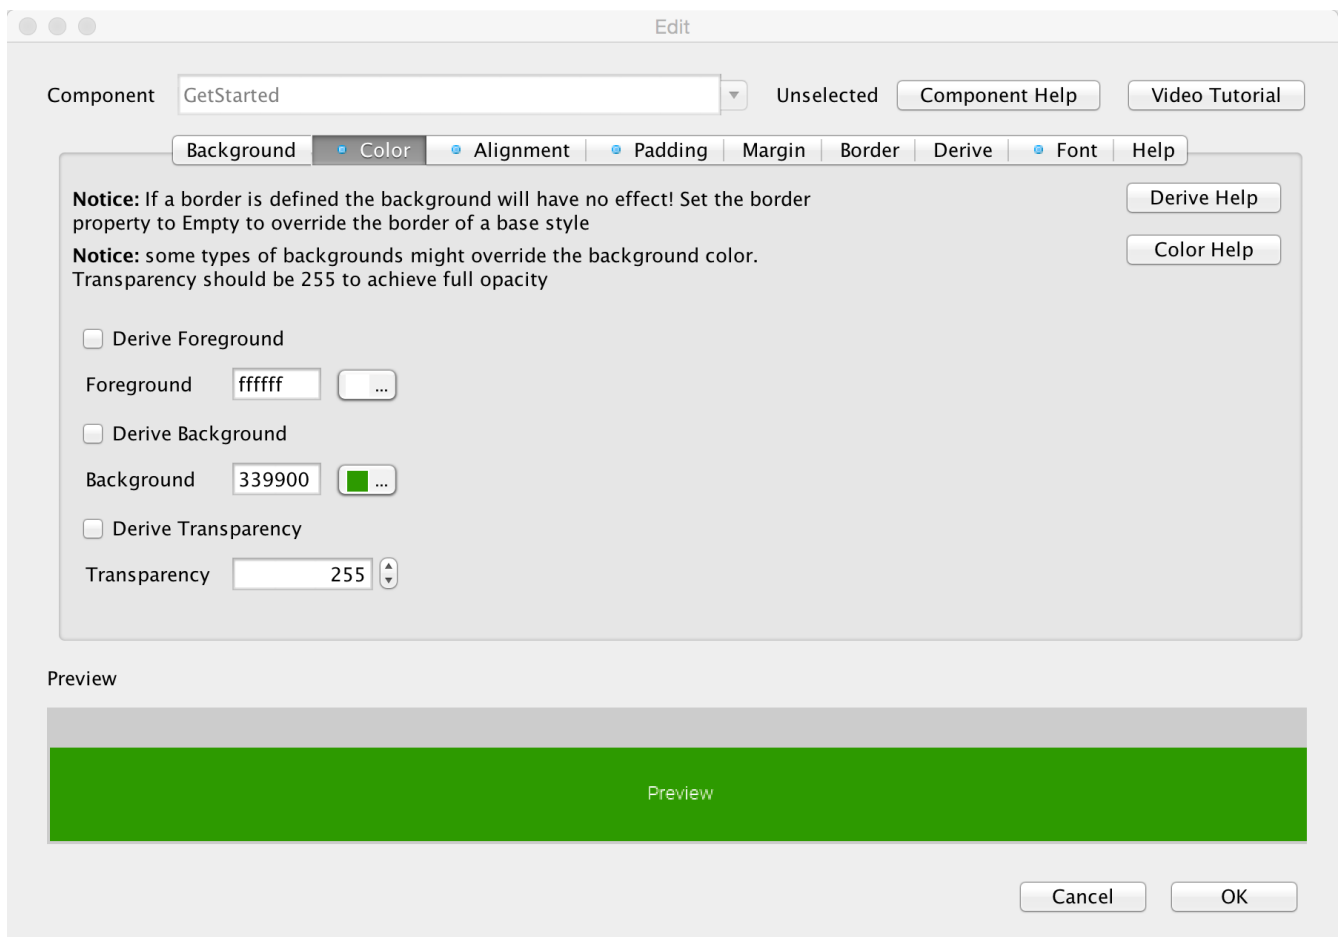 Edit
Component GetStarted Unselected Component Help Video Tutorial
Background Color Alignment Padding Margin Border Derive Font Help
Notice: If a border is defined the background will have no effect! Set the border
property to Empty to override the border of a base style
Derive Help
Notice: some types of backgrounds might override the background color.
Transparency should be 255 to achieve full opacity
Color Help
Derive Foreground
Foreground ffffff ...
Derive Background
Background 339900 ...
Derive Transparency
Transparency 255
Preview
Preview
Cancel OK